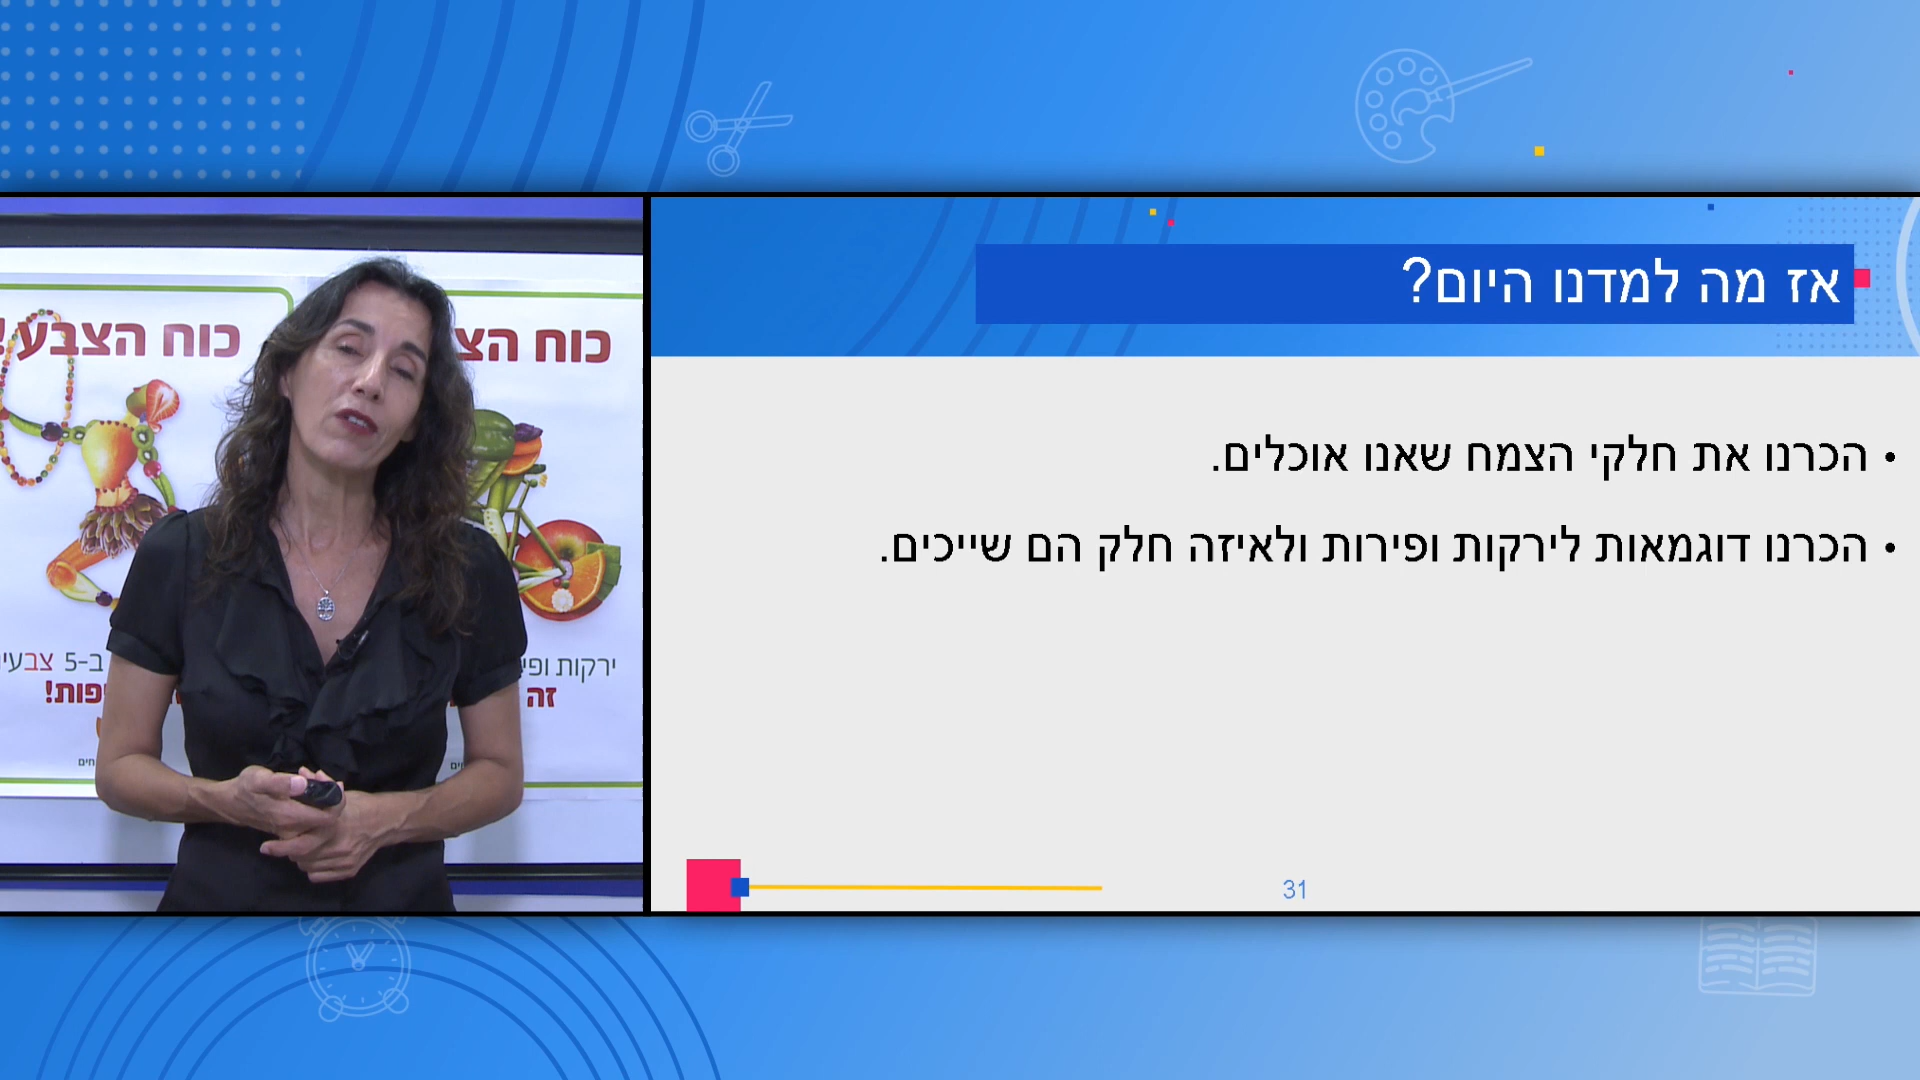 אז מה למדנו היום?
• הכרנו את חלקי הצמח שאנו אוכלים.
• הכרנו דוגמאות לירקות ופירות ולאיזה חלק הם שייכים.
31
כוח הצ
ירקות ופי
זה
כוח הצבע!
ב-5 צבעי